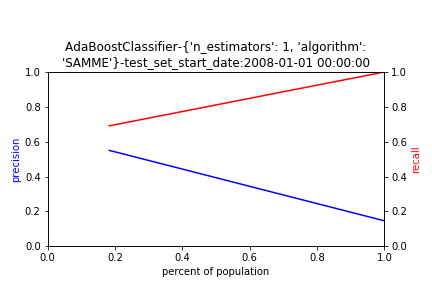 AdaBoostClassifier-{'n_estimators': 1, 'algorithm':
'SAMME'}-test_set_start_date:2008-01-01 00:00:00
1.0
0.8
0.6
0.4
0.2
0.0
precision
1.0
0.8
0.6
0.4
0.2
0.0
recall
0.0 0.2 0.4 0.6 0.8 1.0
percent of population